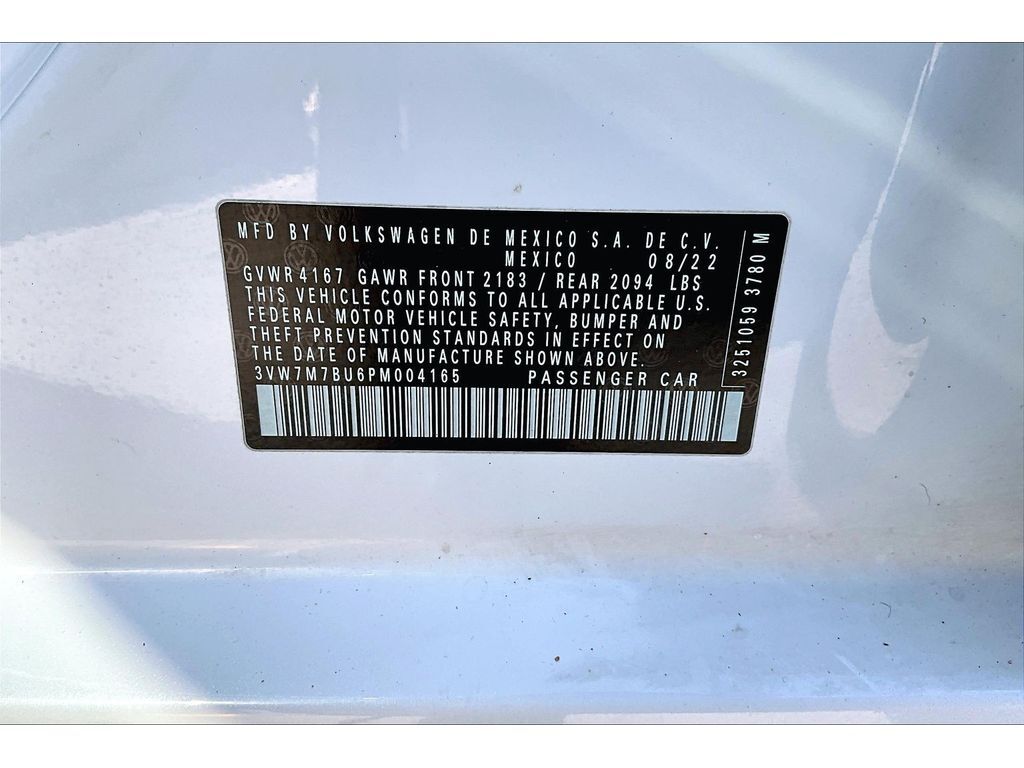 MFD BY VOLKSWAGEN DE MEXICO S.A. DE C.V.
MEXICO 08/22
GVWR 4167 GAWR FRONT 2183 / REAR 2094 LBS
THIS VEHICLE CONFORMS TO ALL APPLICABLE U.S.
FEDERAL MOTOR VEHICLE SAFETY, BUMPER AND
THEFT PREVENTION STANDARDS IN EFFECT ON
THE DATE OF MANUFACTURE SHOWN ABOVE.
3VW7M7BU6PM004165 PASSENGER CAR
3251059 3780 M